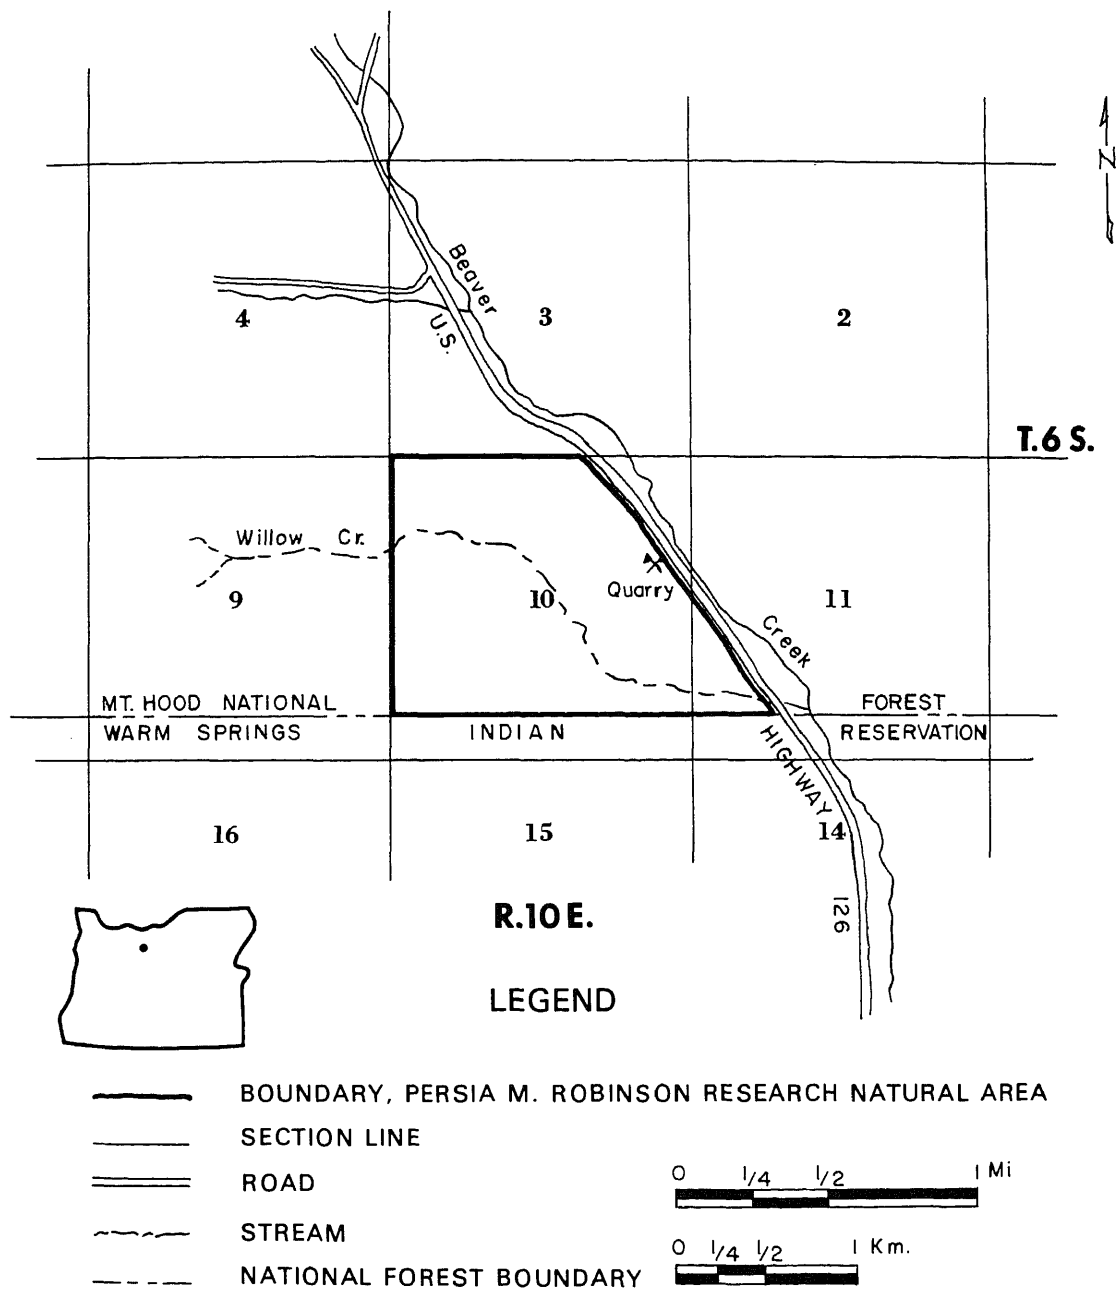 N
Beaver
4
3
2
U.S.
T.6 S.
Willow Cr.
Quarry
9
10
11
Creek
MT. HOOD NATIONAL FOREST
WARM SPRINGS INDIAN RESERVATION
HIGHWAY
16
15
14
126
R.10 E.
LEGEND
BOUNDARY, PERSIA M. ROBINSON RESEARCH NATURAL AREA
SECTION LINE
ROAD
STREAM
NATIONAL FOREST BOUNDARY
0 1/4 1/2 1 Mi
0 1/4 1/2 1 Km.